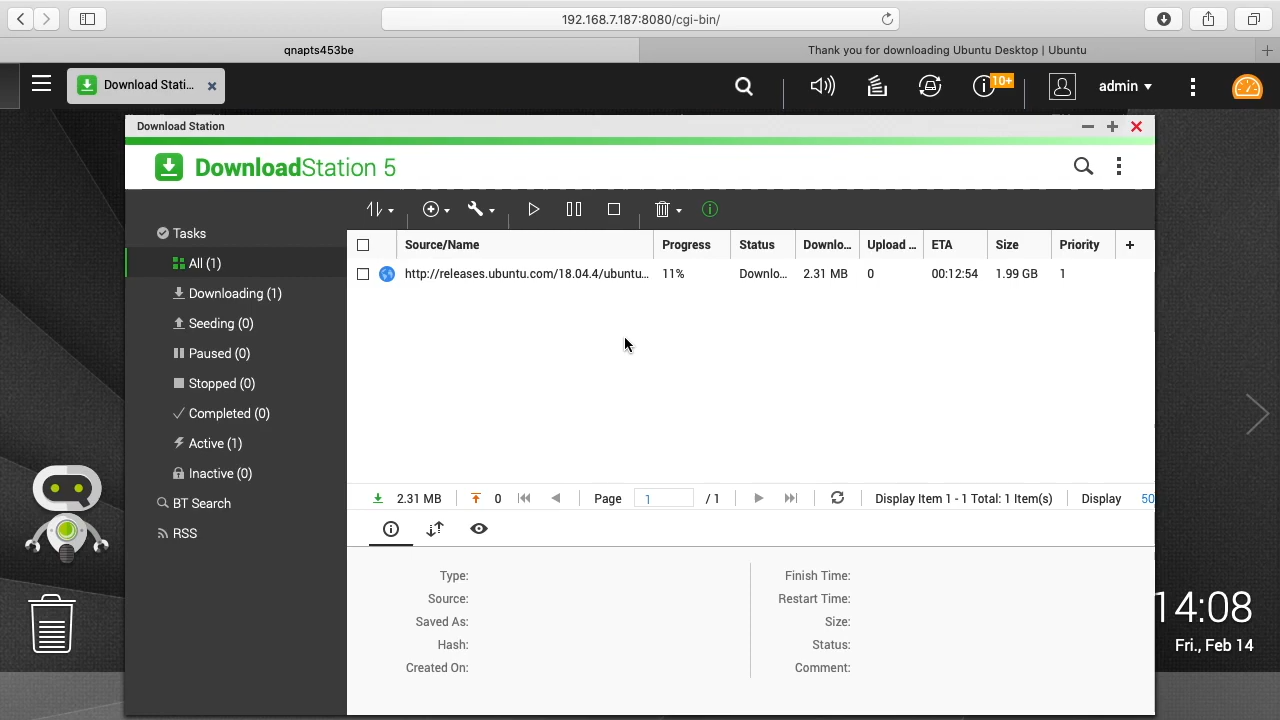 192.168.7.187:8080/cgi-bin/
qnapts453be
Thank you for downloading Ubuntu Desktop | Ubuntu
Download Stati...
10+
admin
Download Station
DownloadStation 5
Tasks
All (1)
Downloading (1)
Seeding (0)
Paused (0)
Stopped (0)
Completed (0)
Active (1)
Inactive (0)
BT Search
RSS
Source/Name Progress Status Downlo... Upload ... ETA Size Priority
http://releases.ubuntu.com/18.04.4/ubuntu... 11% Downlo... 2.31 MB 0 00:12:54 1.99 GB 1
2.31 MB 0 Page 1 / 1 Display Item 1 - 1 Total: 1 Item(s) Display 50
Type:
Source:
Saved As:
Hash:
Created On:
Finish Time:
Restart Time:
Size:
Status:
Comment:
14:08
Fri., Feb 14